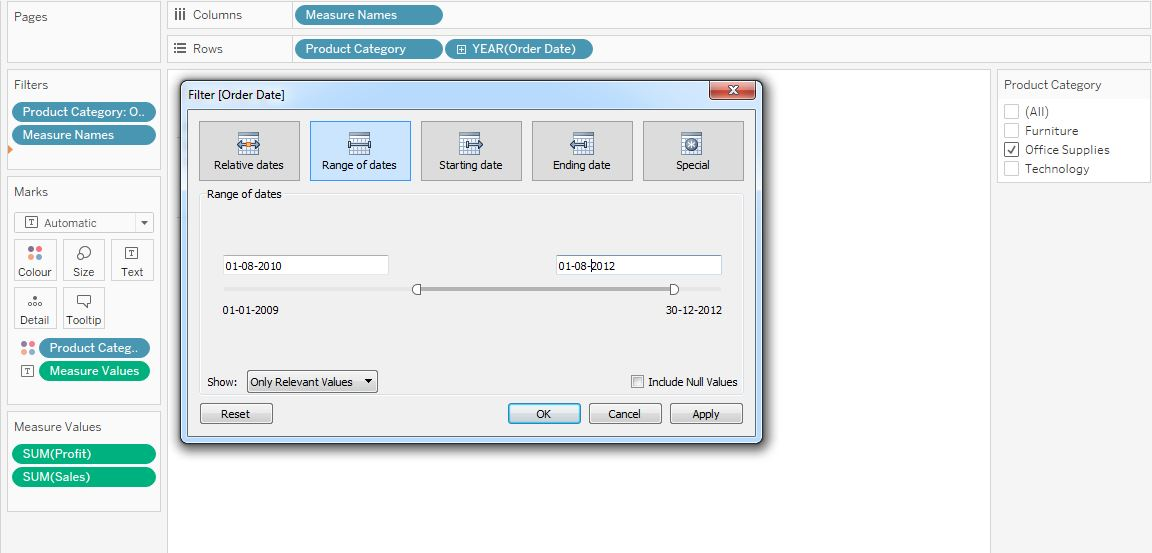 Pages
Columns
Measure Names
Rows
Product Category
YEAR(Order Date)
Filters
Product Category: O..
Measure Names
Marks
Automatic
Colour
Size
Text
Detail
Tooltip
Product Categ..
Measure Values
Measure Values
SUM(Profit)
SUM(Sales)
Filter [Order Date]
Relative dates
Range of dates
Starting date
Ending date
Special
Range of dates
01-08-2010
01-08-2012
01-01-2009
30-12-2012
Show:
Only Relevant Values
Include Null Values
Reset
OK
Cancel
Apply
Product Category
(All)
Furniture
Office Supplies
Technology